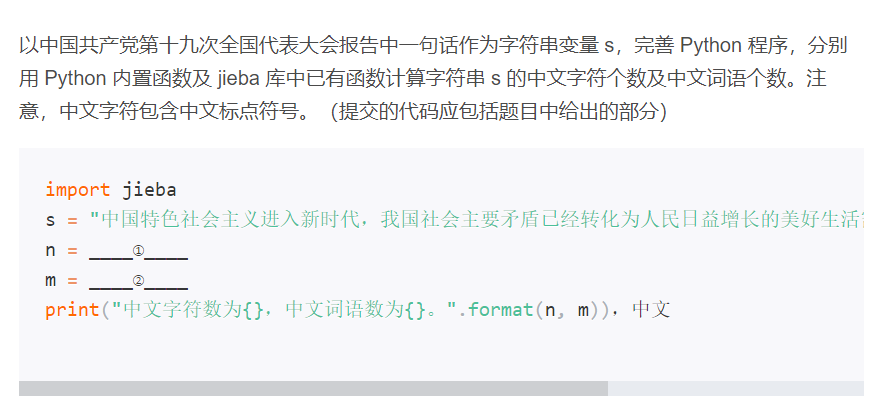 以中国共产党第十九次全国代表大会报告中一句话作为字符串变量 s，完善 Python 程序，分别
用 Python 内置函数及 jieba 库中已有函数计算字符串 s 的中文字符个数及中文词语个数。注
意，中文字符包含中文标点符号。（提交的代码应包括题目中给出的部分）
import jieba
s = "中国特色社会主义进入新时代，我国社会主要矛盾已经转化为人民日益增长的美好生活
n = ____①____
m = ____②____
print("中文字符数为{}，中文词语数为{}。".format(n, m))，中文